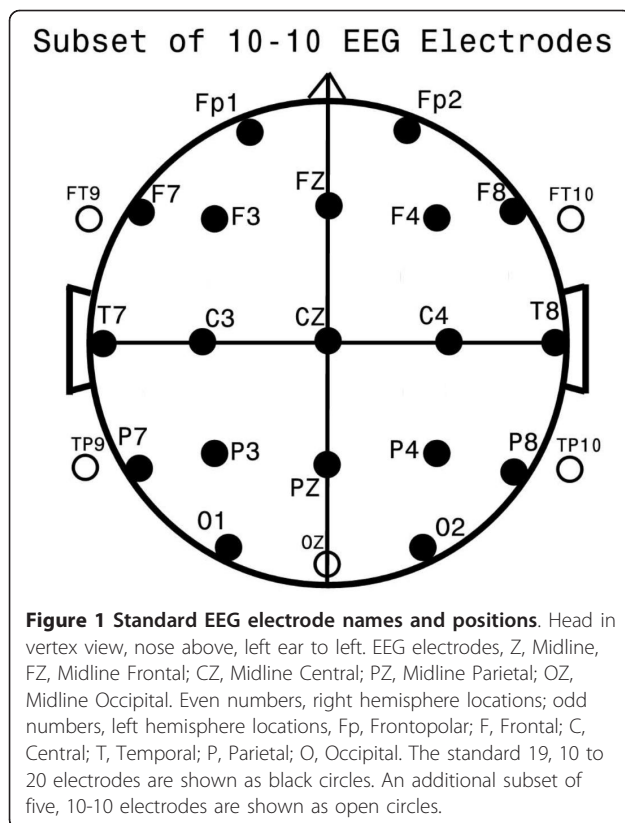 Subset of 10-10 EEG Electrodes
Fp1 Fp2
FT9 F7 FZ F8 FT10
F3 F4
T7 C3 CZ C4 T8
TP9 P7 P3 P4 P8 TP10
PZ
O1 OZ O2
Figure 1 Standard EEG electrode names and positions. Head in
vertex view, nose above, left ear to left. EEG electrodes, Z, Midline,
FZ, Midline Frontal; CZ, Midline Central; PZ, Midline Parietal; OZ,
Midline Occipital. Even numbers, right hemisphere locations; odd
numbers, left hemisphere locations, Fp, Frontopolar; F, Frontal; C,
Central; T, Temporal; P, Parietal; O, Occipital. The standard 19, 10 to
20 electrodes are shown as black circles. An additional subset of
five, 10-10 electrodes are shown as open circles.